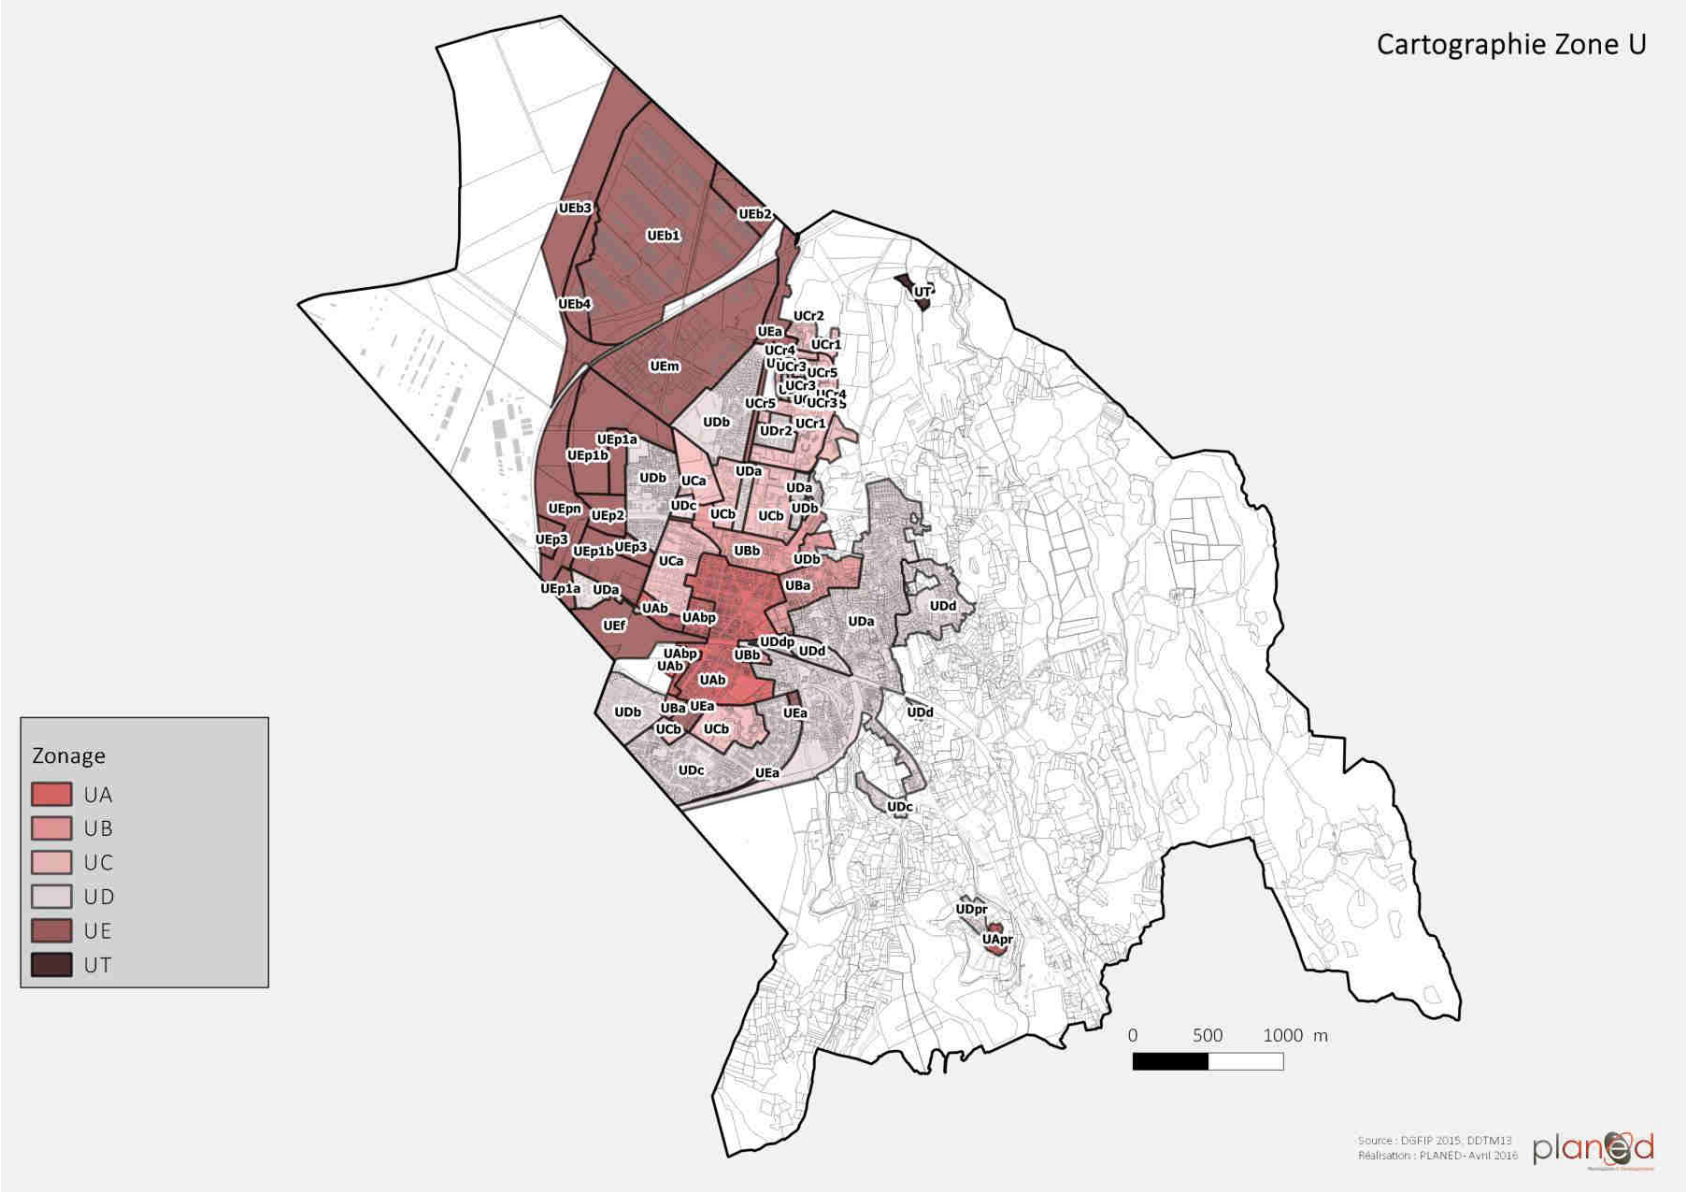 Cartographie Zone U
UEb3
UEb2
UEb1
UT
UEb4
UCr2
UEa
UCr1
UCr4
UCr3
UEm
UCr5
UCr3
UCr4
UCr5
UCr3
UDb
UDr2
UCr1
UEp1a
UEp1b
UDa
UDb
UCa
UDa
UDc
UEpn
UEp2
UCb
UCb
UDb
UEp3
UEp1b
UEp3
UBb
UDb
UCa
UEp1a
UDa
UBa
UAb
UDd
UAbp
UEf
UDa
UDdp
UAbp
UBb
UDd
UAb
UAb
UDb
UBa
UEa
UEa
UDd
UCb
UCb
UDc
UEa
UDc
UDpr
UApr
Zonage
UA
UB
UC
UD
UE
UT
0 500 1000 m
Source : DGFIP 2015, DDTM13
Réalisation : PLANED- Avril 2016
planed